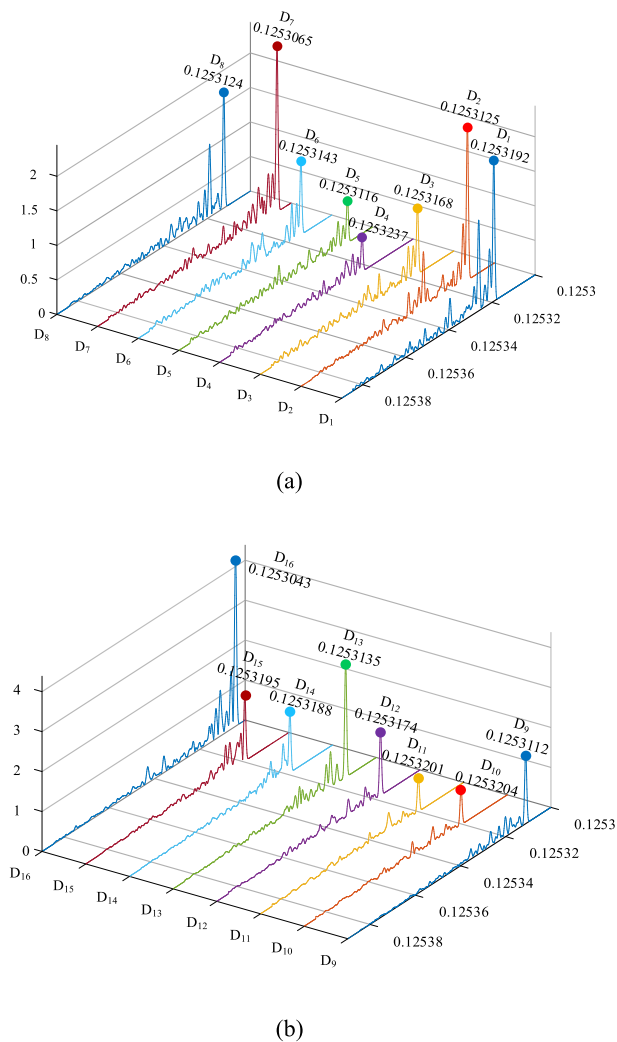 D7
0.1253065
D8
0.1253124
D2
0.1253125
D1
0.1253192
D6
0.1253143
D5
0.1253116
D3
0.1253168
D4
0.1253237
2
1.5
1
0.5
0
D8
D7
D6
D5
D4
D3
D2
D1
0.1253
0.12532
0.12534
0.12536
0.12538
(a)
D16
0.1253043
D13
0.1253135
D15
0.1253195
D14
0.1253188
D12
0.1253174
D9
0.1253112
D11
0.1253201
D10
0.1253204
4
3
2
1
0
D16
D15
D14
D13
D12
D11
D10
D9
0.1253
0.12532
0.12534
0.12536
0.12538
(b)